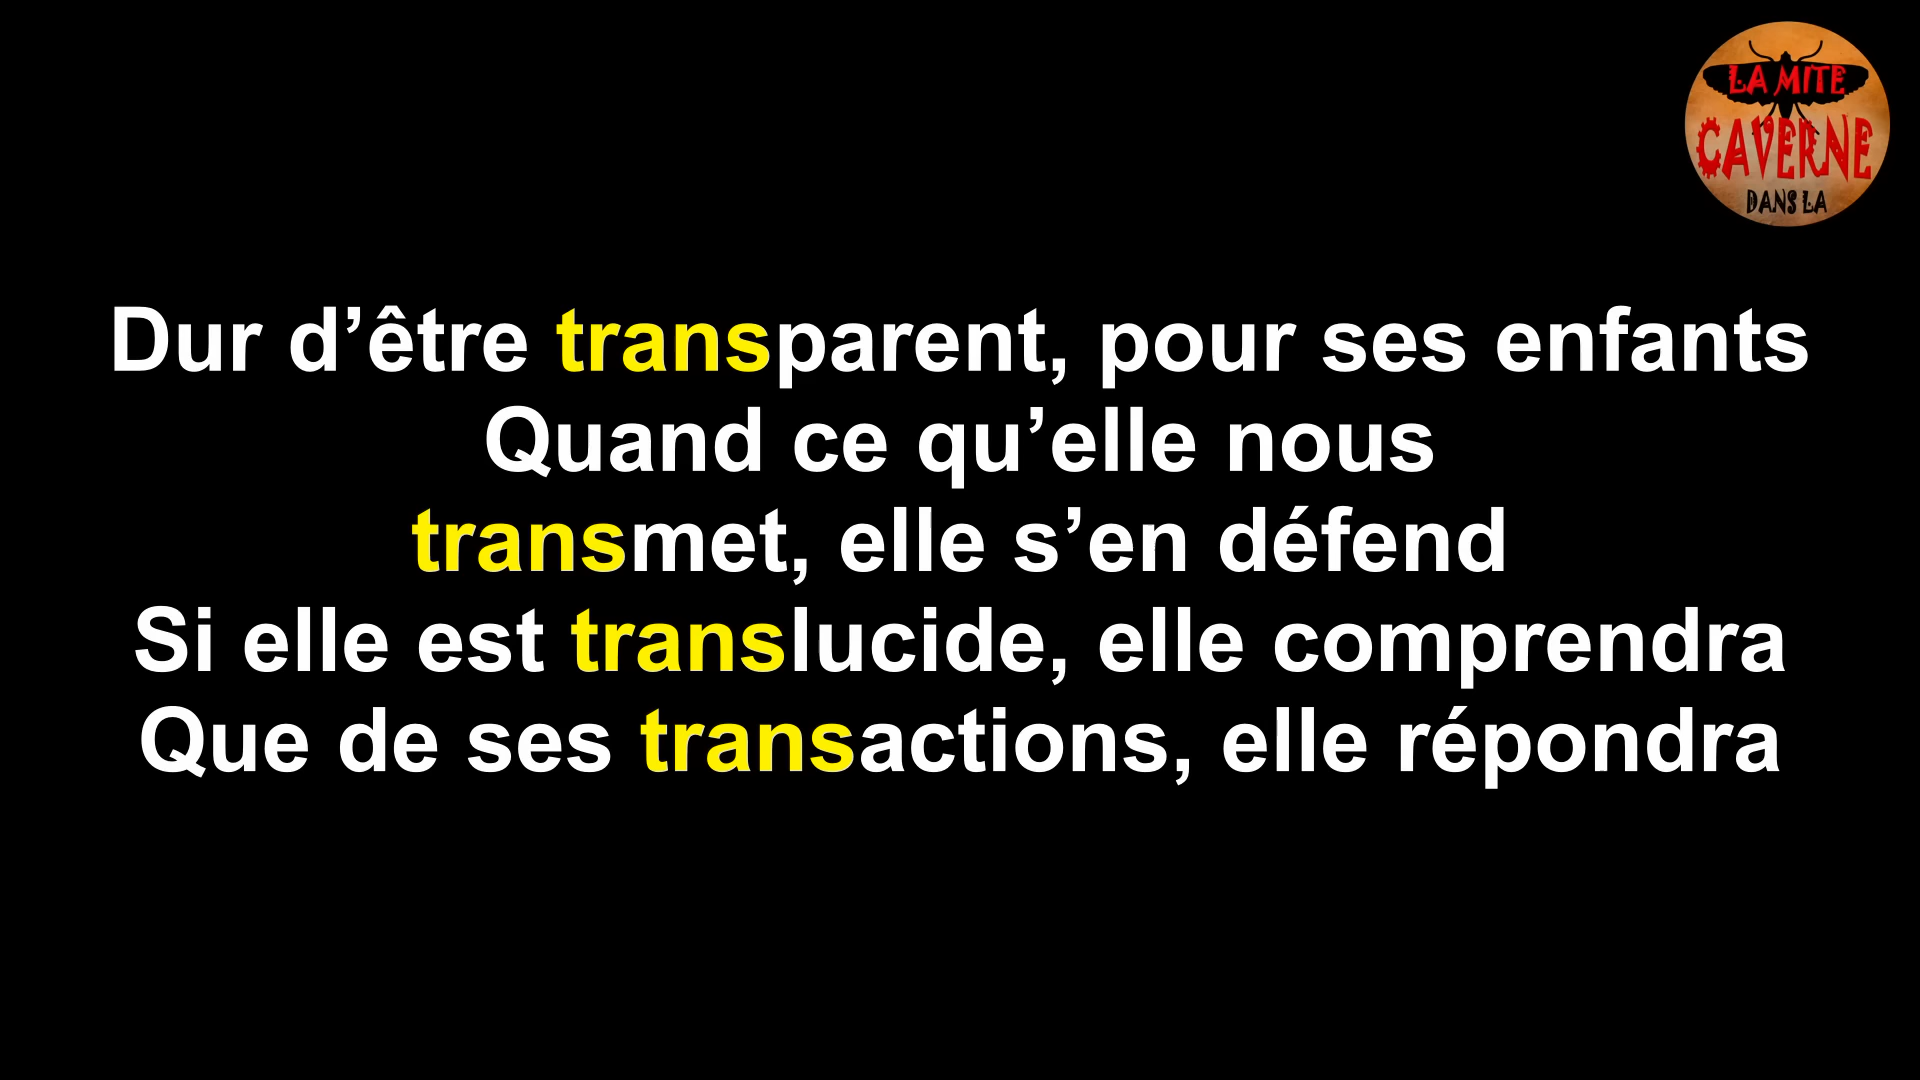 LA MITE
CAVERNE
DANS LA
Dur d’être transparent, pour ses enfants
Quand ce qu’elle nous
transmet, elle s’en défend
Si elle est translucide, elle comprendra
Que de ses transactions, elle répondra